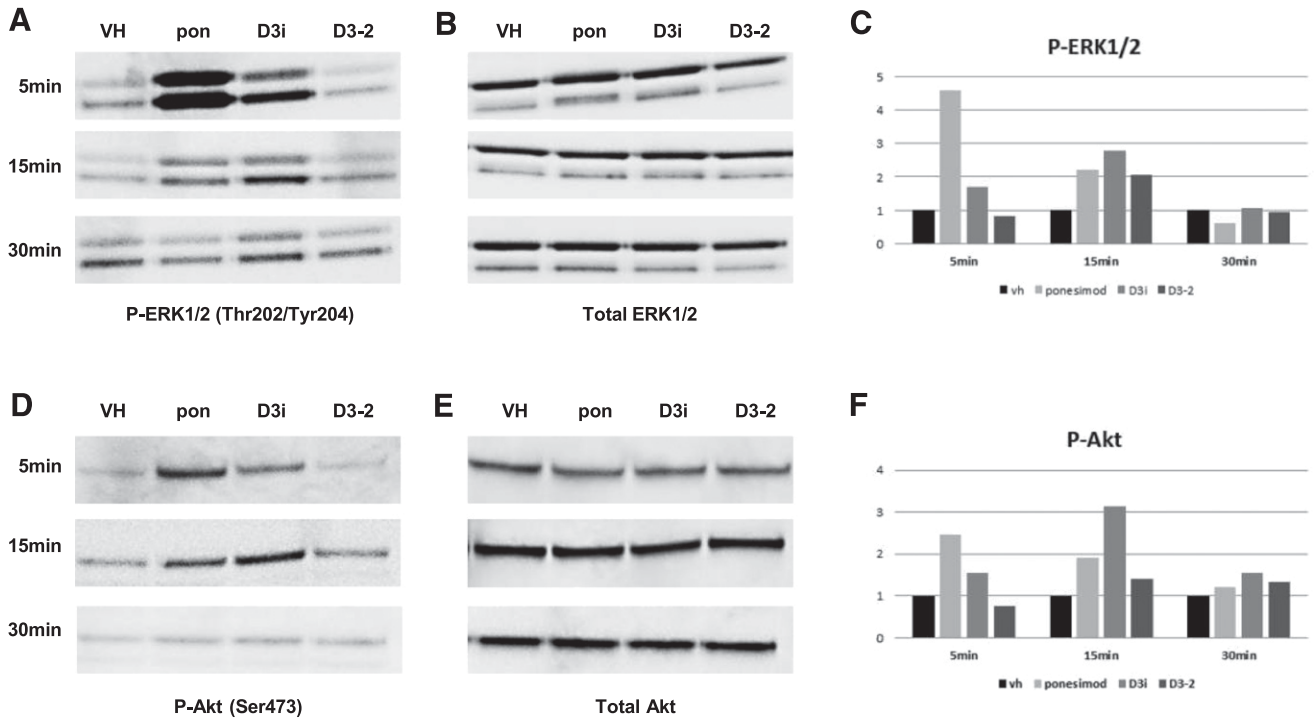 A VH pon D3i D3-2
5min
15min
30min
P-ERK1/2 (Thr202/Tyr204)
B VH pon D3i D3-2
Total ERK1/2
C
P-ERK1/2
5
4
3
2
1
0
5min 15min 30min
vh ponesimod D3i D3-2
D VH pon D3i D3-2
5min
15min
30min
P-Akt (Ser473)
E VH pon D3i D3-2
Total Akt
F
P-Akt
4
3
2
1
0
5min 15min 30min
vh ponesimod D3i D3-2